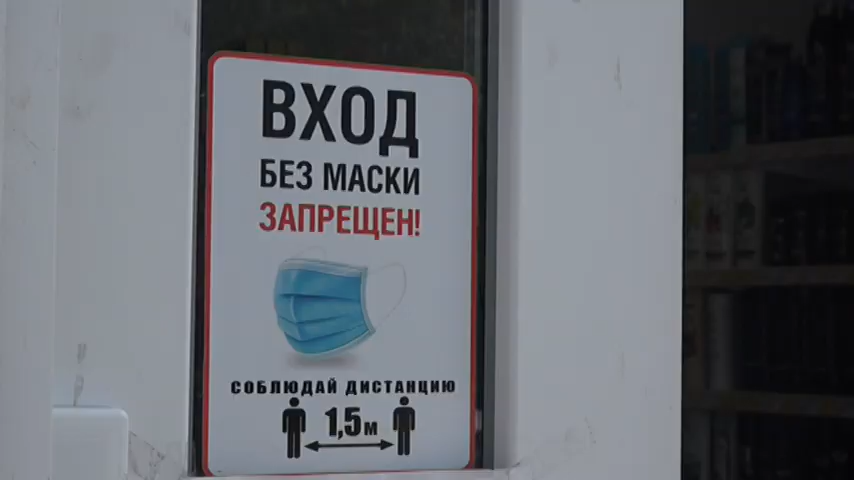 ВХОД
БЕЗ МАСКИ
ЗАПРЕЩЕН!
СОБЛЮДАЙ ДИСТАНЦИЮ
1,5м